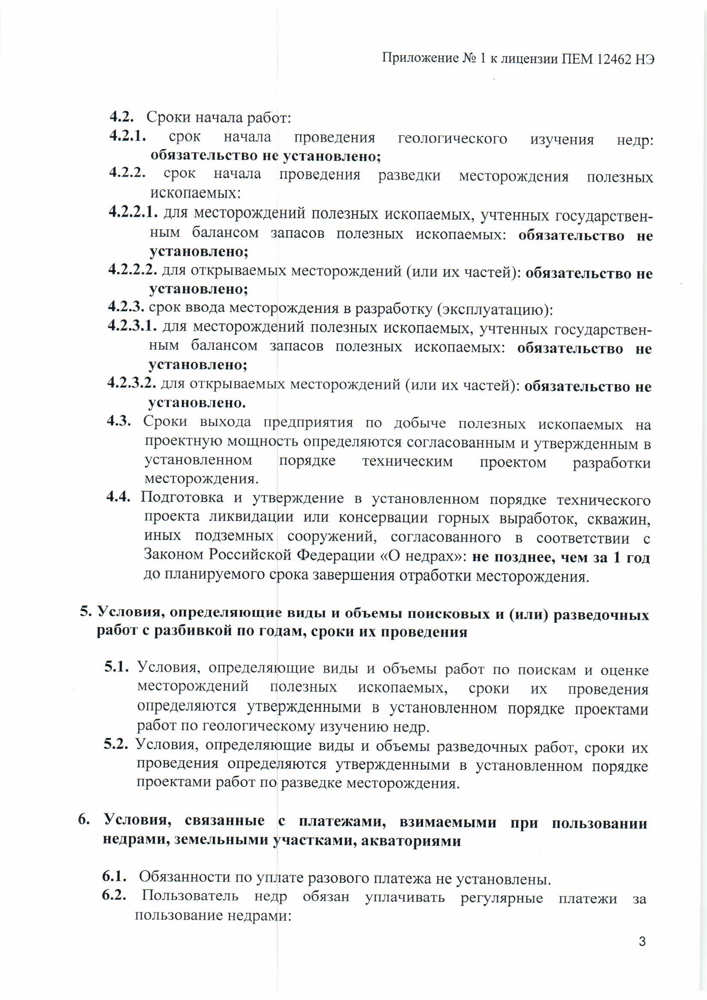 Приложение № 1 к лицензии ПЕМ 12462 НЭ
4.2. Сроки начала работ:
4.2.1. срок начала проведения геологического изучения недр:
обязательство не установлено;
4.2.2. срок начала проведения разведки месторождения полезных
ископаемых:
4.2.2.1. для месторождений полезных ископаемых, учтенных государствен-
ным балансом запасов полезных ископаемых: обязательство не
установлено;
4.2.2.2. для открываемых месторождений (или их частей): обязательство не
установлено;
4.2.3. срок ввода месторождения в разработку (эксплуатацию):
4.2.3.1. для месторождений полезных ископаемых, учтенных государствен-
ным балансом запасов полезных ископаемых: обязательство не
установлено;
4.2.3.2. для открываемых месторождений (или их частей): обязательство не
установлено.
4.3. Сроки выхода предприятия по добыче полезных ископаемых на
проектную мощность определяются согласованным и утвержденным в
установленном порядке техническим проектом разработки
месторождения.
4.4. Подготовка и утверждение в установленном порядке технического
проекта ликвидации или консервации горных выработок, скважин,
иных подземных сооружений, согласованного в соответствии с
Законом Российской Федерации «О недрах»: не позднее, чем за 1 год
до планируемого срока завершения отработки месторождения.
5. Условия, определяющие виды и объемы поисковых и (или) разведочных
работ с разбивкой по годам, сроки их проведения
5.1. Условия, определяющие виды и объемы работ по поискам и оценке
месторождений полезных ископаемых, сроки их проведения
определяются утвержденными в установленном порядке проектами
работ по геологическому изучению недр.
5.2. Условия, определяющие виды и объемы разведочных работ, сроки их
проведения определяются утвержденными в установленном порядке
проектами работ по разведке месторождения.
6. Условия, связанные с платежами, взимаемыми при пользовании
недрами, земельными участками, акваториями
6.1. Обязанности по уплате разового платежа не установлены.
6.2. Пользователь недр обязан уплачивать регулярные платежи за
пользование недрами:
3